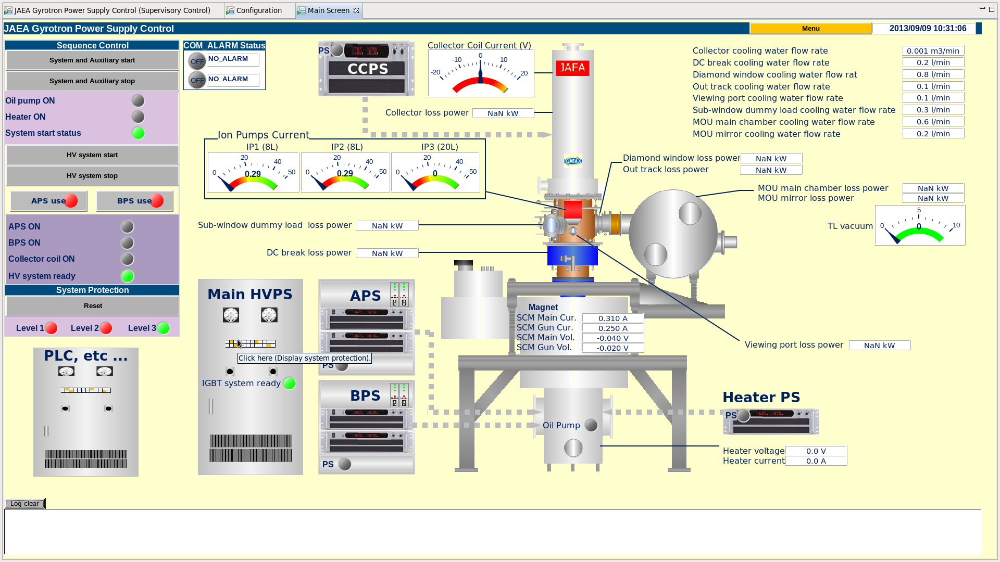 JAEA Gyrotron Power Supply Control (Supervisory Control)
Configuration
Main Screen
JAEA Gyrotron Power Supply Control
Menu
2013/09/09 10:31:06
Sequence Control
System and Auxiliary start
System and Auxiliary stop
Oil pump ON
Heater ON
System start status
HV system start
HV system stop
APS use
BPS use
APS ON
BPS ON
Collector coil ON
HV system ready
System Protection
Reset
Level 1
Level 2
Level 3
PLC, etc ...
COM_ALARM Status
OFF NO_ALARM
OFF NO_ALARM
PS
CCPS
Collector Coil Current (V)
-20 -10 0 10 20
JAEA
Collector loss power NaN kW
Ion Pumps Current
IP1 (8L)
0 20 40 50
0.29
IP2 (8L)
0 20 40 50
0.29
IP3 (20L)
0 20 40 50
0
JAEA
Collector cooling water flow rate 0.001 m3/min
DC break cooling water flow rate 0.2 l/min
Diamond window cooling water flow rat 0.8 l/min
Out track cooling water flow rate 0.1 l/min
Viewing port cooling water flow rate 0.1 l/min
Sub-window dummy load cooling water flow rate 0.3 l/min
MOU main chamber cooling water flow rate 0.6 l/min
MOU mirror cooling water flow rate 0.2 l/min
Diamond window loss power NaN kW
Out track loss power NaN kW
MOU main chamber loss power NaN kW
MOU mirror loss power NaN kW
TL vacuum
0 5 10
0
Sub-window dummy load  loss power NaN kW
DC break loss power NaN kW
Main HVPS
Click here (Display system protection).
IGBT system ready
APS
PS
BPS
PS
Magnet
SCM Main Cur. 0.310 A
SCM Gun Cur. 0.250 A
SCM Main Vol. -0.040 V
SCM Gun Vol. -0.020 V
Viewing port loss power NaN kW
Oil Pump
Heater PS
PS
Heater voltage 0.0 V
Heater current 0.0 A
Log clear